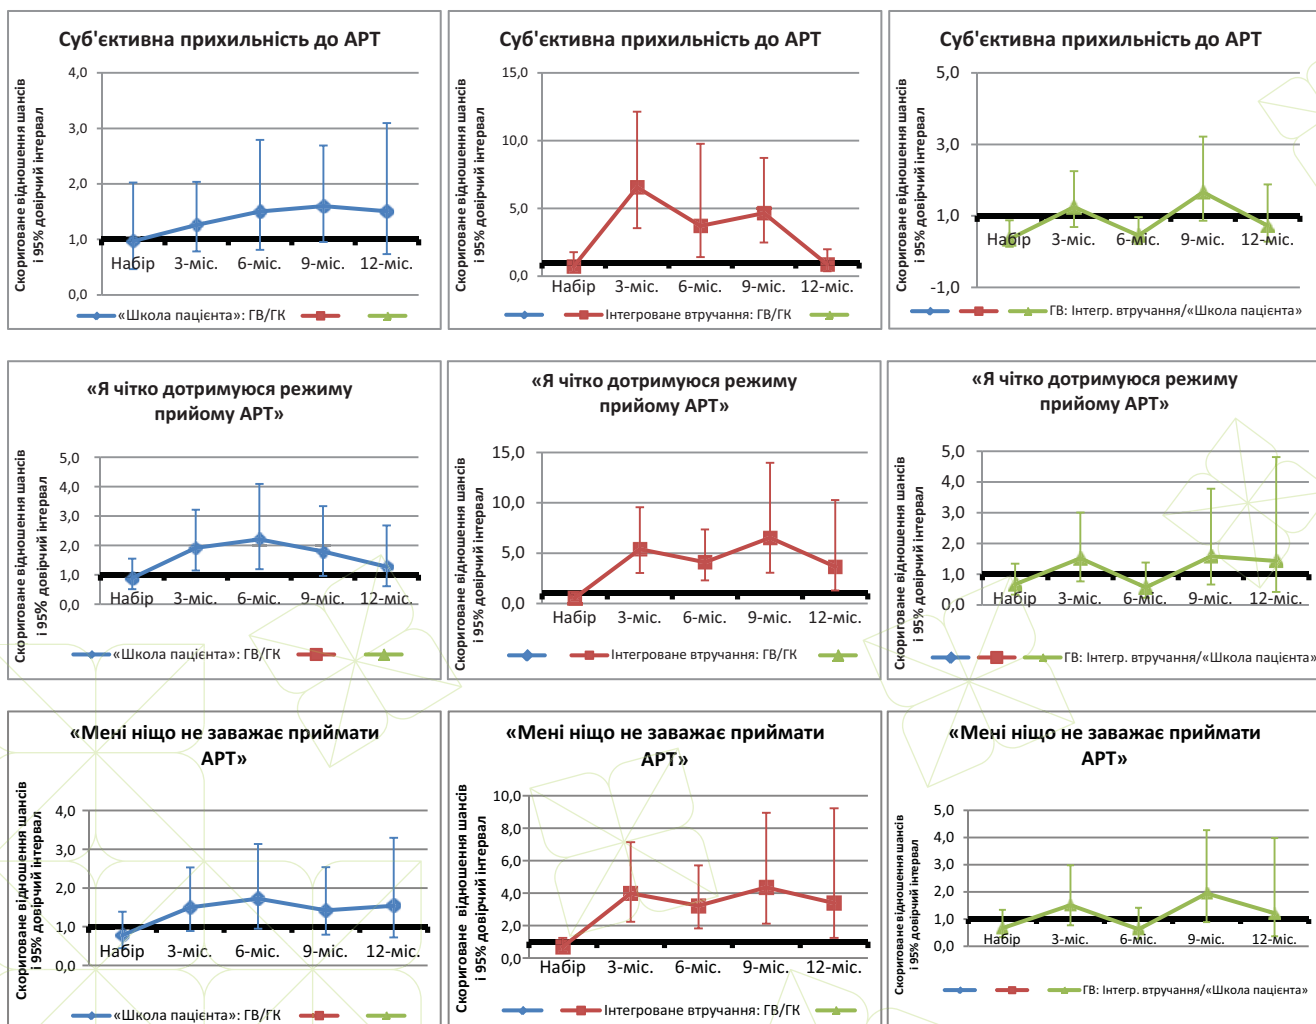 Суб'єктивна прихильність до АРТ
Скориговане відношення шансів
і 95% довірчий інтервал
4,0
3,0
2,0
1,0
0,0
Набір 3-міс. 6-міс. 9-міс. 12-міс.
«Школа пацієнта»: ГВ/ГК
Суб'єктивна прихильність до АРТ
Скориговане відношення шансів
і 95% довірчий інтервал
15,0
10,0
5,0
0,0
Набір 3-міс. 6-міс. 9-міс. 12-міс.
Інтегроване втручання: ГВ/ГК
Суб'єктивна прихильність до АРТ
Скориговане відношення шансів
і 95% довірчий інтервал
5,0
3,0
1,0
-1,0
Набір 3-міс. 6-міс. 9-міс. 12-міс.
ГВ: Інтегр. втручання/«Школа пацієнта»
«Я чітко дотримуюся режиму
прийому АРТ»
Скориговане відношення шансів
і 95% довірчий інтервал
5,0
4,0
3,0
2,0
1,0
0,0
Набір 3-міс. 6-міс. 9-міс. 12-міс.
«Школа пацієнта»: ГВ/ГК
«Я чітко дотримуюся режиму
прийому АРТ»
Скориговане відношення шансів
і 95% довірчий інтервал
15,0
10,0
5,0
0,0
Набір 3-міс. 6-міс. 9-міс. 12-міс.
Інтегроване втручання: ГВ/ГК
«Я чітко дотримуюся режиму
прийому АРТ»
Скориговане відношення шансів
і 95% довірчий інтервал
5,0
4,0
3,0
2,0
1,0
0,0
Набір 3-міс. 6-міс. 9-міс. 12-міс.
ГВ: Інтегр. втручання/«Школа пацієнта»
«Мені ніщо не заважає приймати
АРТ»
Скориговане відношення шансів
і 95% довірчий інтервал
4,0
3,0
2,0
1,0
0,0
Набір 3-міс. 6-міс. 9-міс. 12-міс.
«Школа пацієнта»: ГВ/ГК
«Мені ніщо не заважає приймати
АРТ»
Скориговане відношення шансів
і 95% довірчий інтервал
10,0
8,0
6,0
4,0
2,0
0,0
Набір 3-міс. 6-міс. 9-міс. 12-міс.
Інтегроване втручання: ГВ/ГК
«Мені ніщо не заважає приймати
АРТ»
Скориговане відношення шансів
і 95% довірчий інтервал
5,0
4,0
3,0
2,0
1,0
0,0
Набір 3-міс. 6-міс. 9-міс. 12-міс.
ГВ: Інтегр. втручання/«Школа пацієнта»